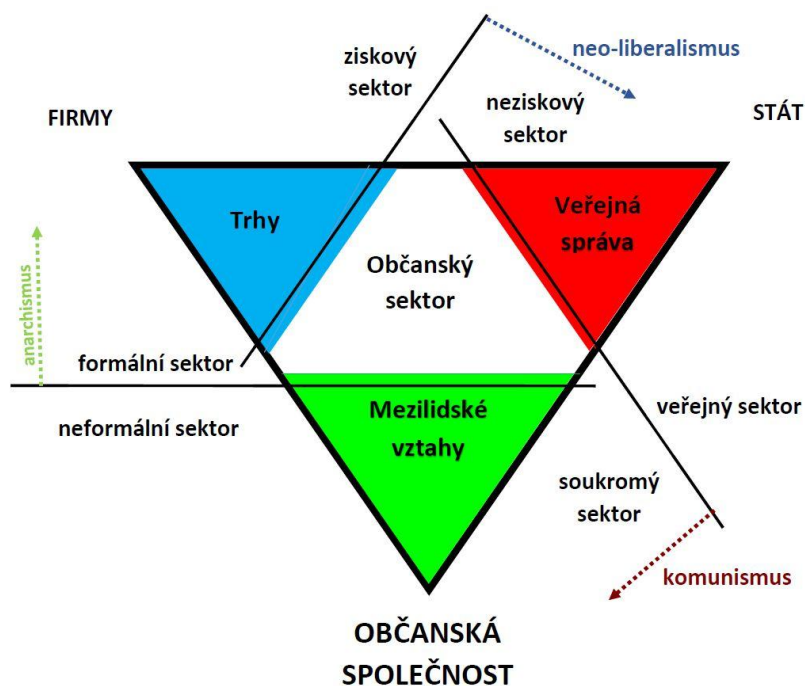 ziskový
sektor
neo-liberalismus
neziskový
sektor
FIRMY
STÁT
Trhy
Veřejná
správa
Občanský
sektor
anarchismus
formální sektor
neformální sektor
Mezilidské
vztahy
veřejný sektor
soukromý
sektor
komunismus
OBČANSKÁ
SPOLEČNOST